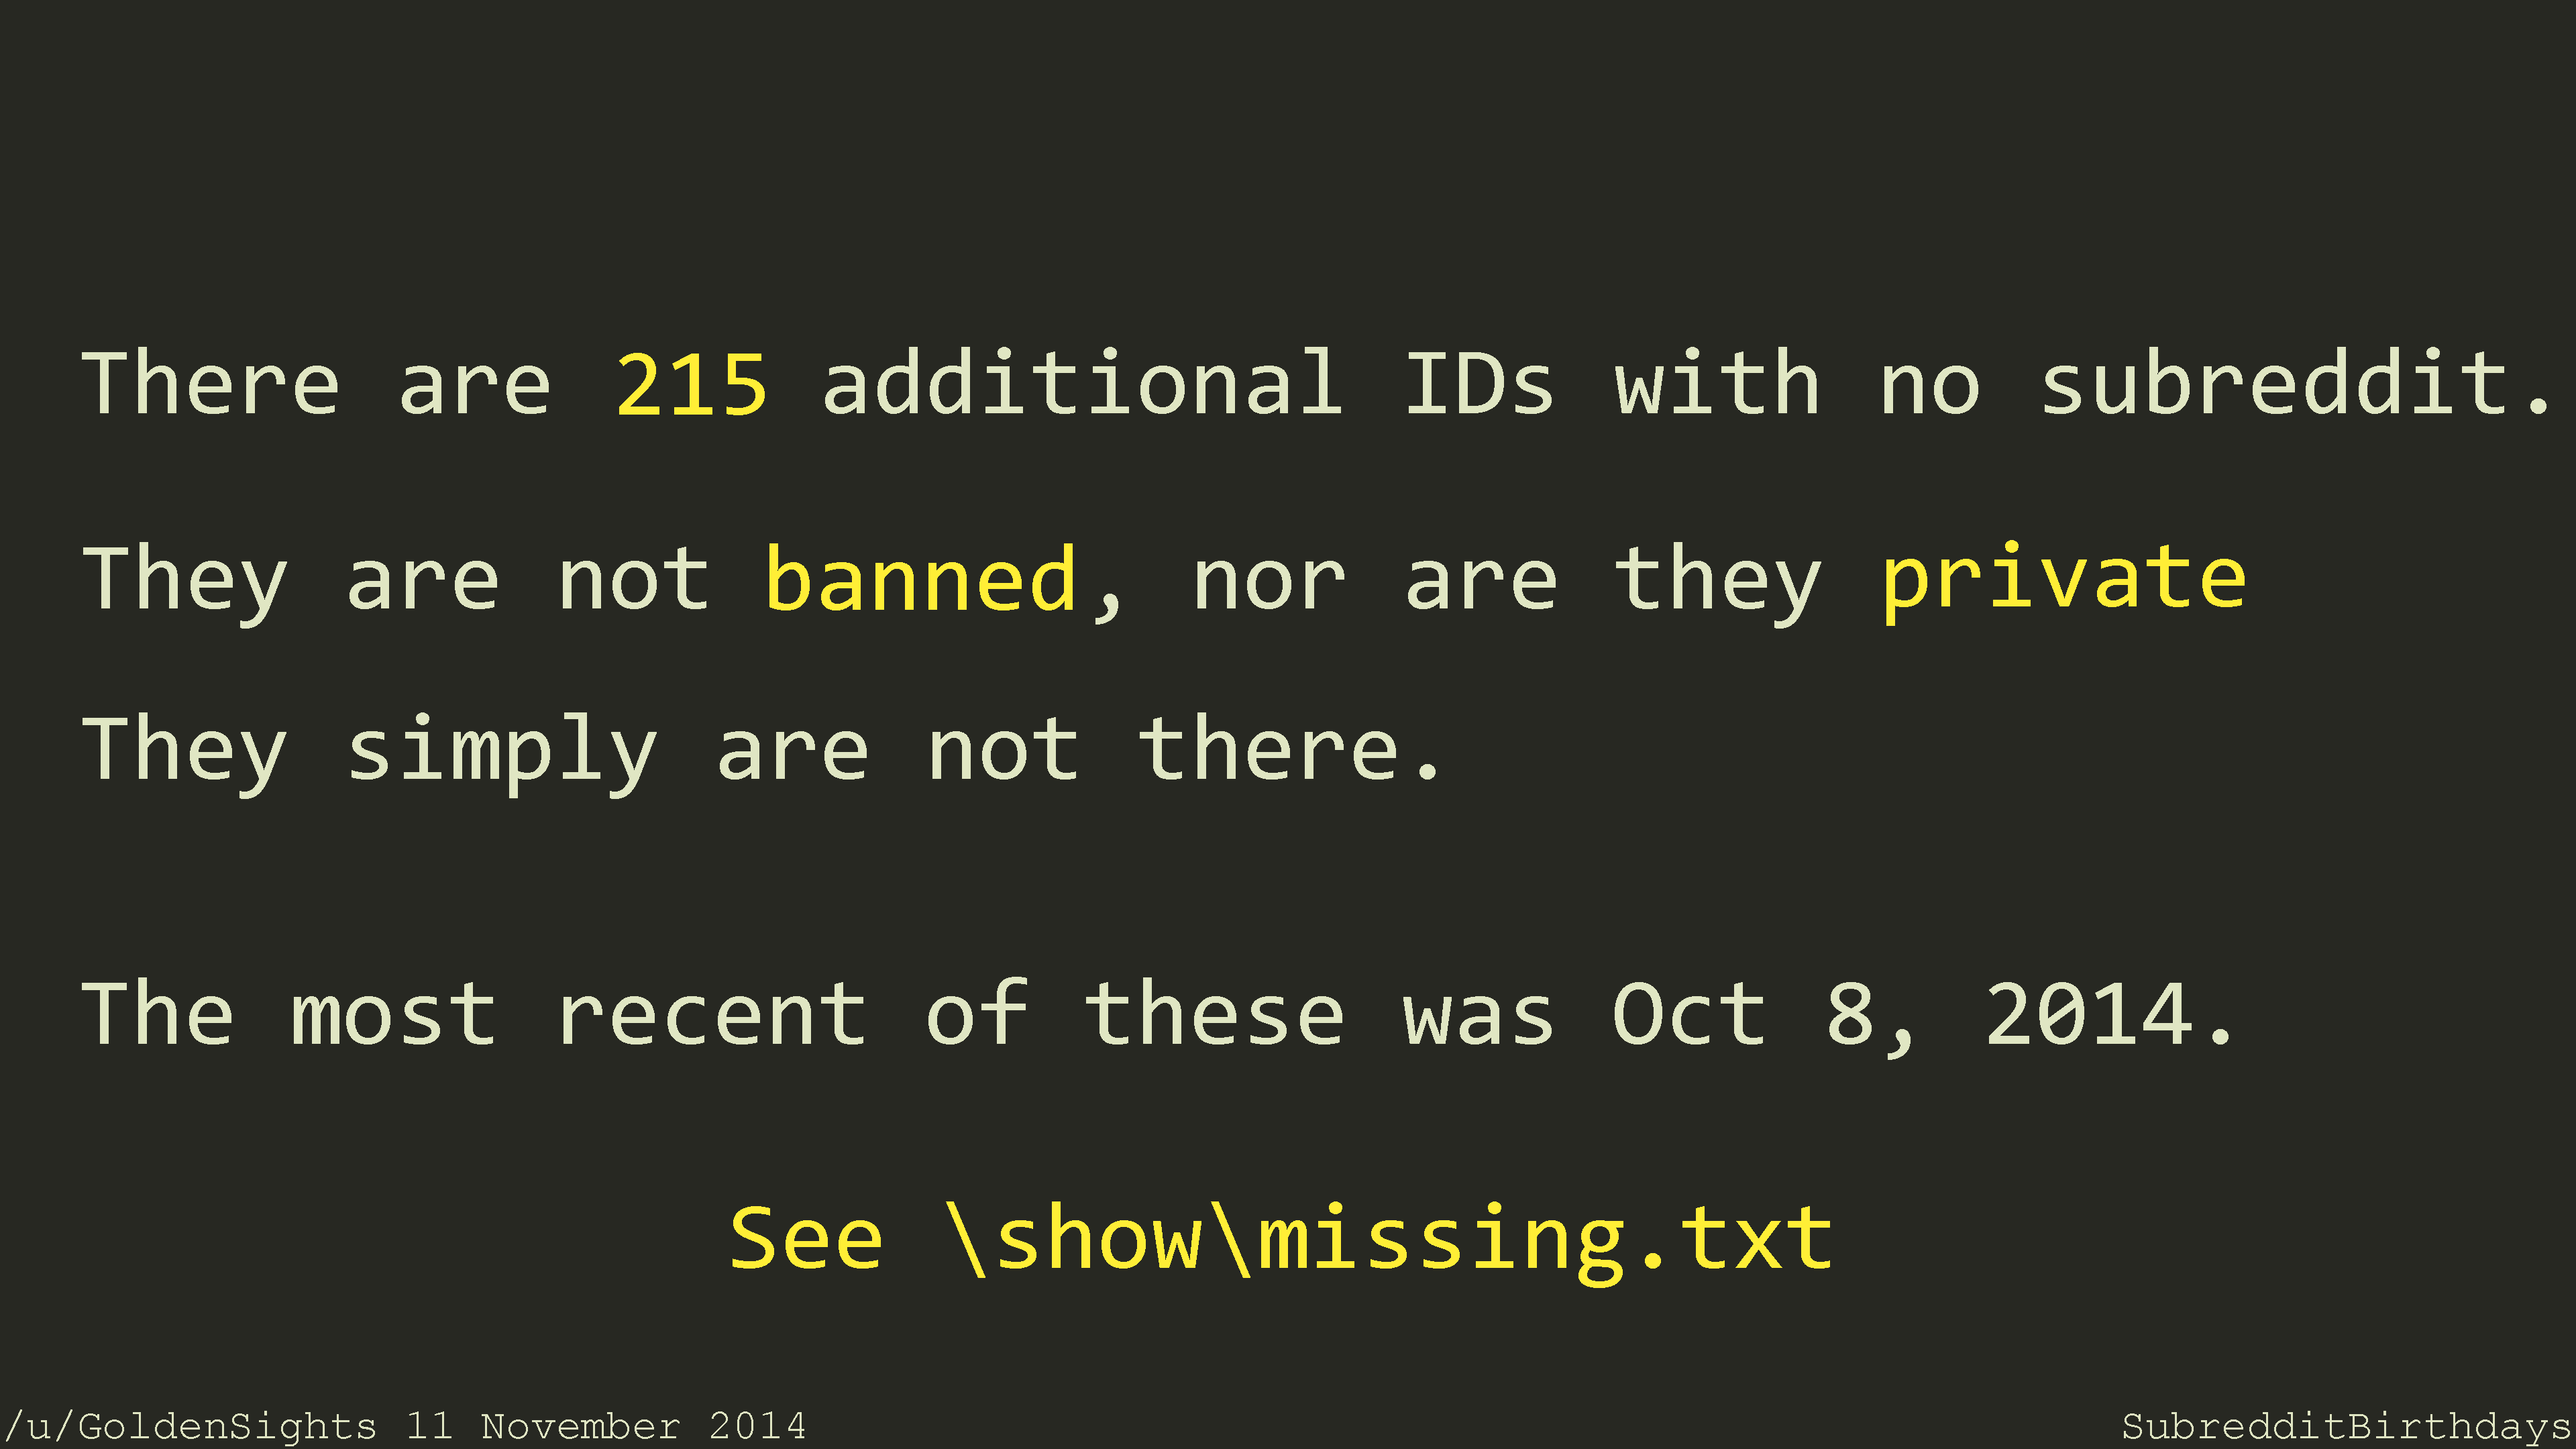 There are 215 additional IDs with no subreddit.
They are not banned, nor are they private
They simply are not there.
The most recent of these was Oct 8, 2014.
See \show\missing.txt
/u/GoldenSights 11 November 2014
SubredditBirthdays